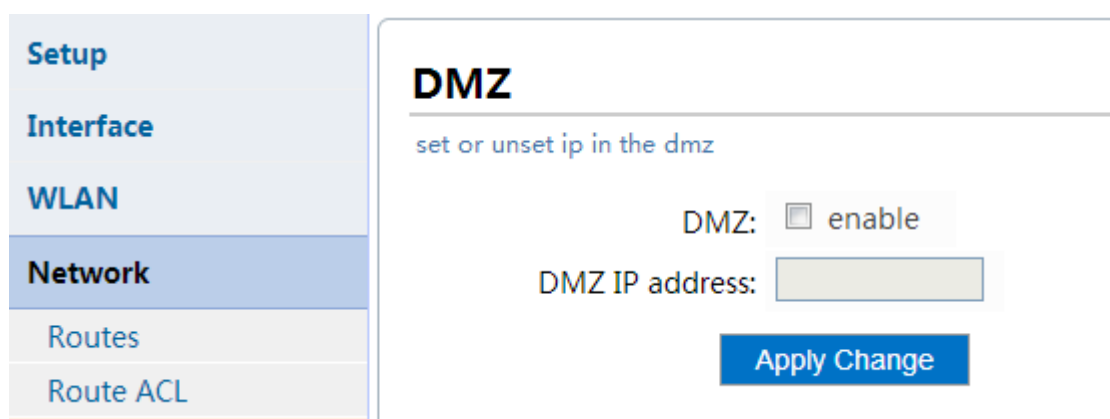 Setup
Interface
WLAN
Network
Routes
Route ACL
DMZ
set or unset ip in the dmz
DMZ: enable
DMZ IP address:
Apply Change